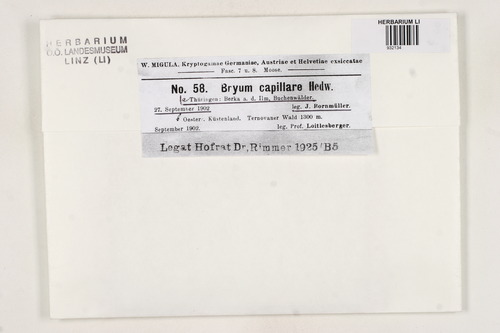 HERBARIUM
O.Ö. LANDESMUSEUM
LINZ (LI)
HERBARIUM LI
932134
W. MIGULA, Kryptogamae Germaniae, Austriae et Helvetiae exsiccatae
Fasc. 7 u. 8. Moose.
No. 58. Bryum capillare Hedw.
a Thüringen: Berka a. d. Ilm, Buchenwälder.
27. September 1902. leg. J. Bornmüller.
Oester. Küstenland. Ternovaner Wald 1300 m.
September 1902. leg. Prof. Loitlesberger.
Legat Hofrat Dr. Rimmer 1925/B5